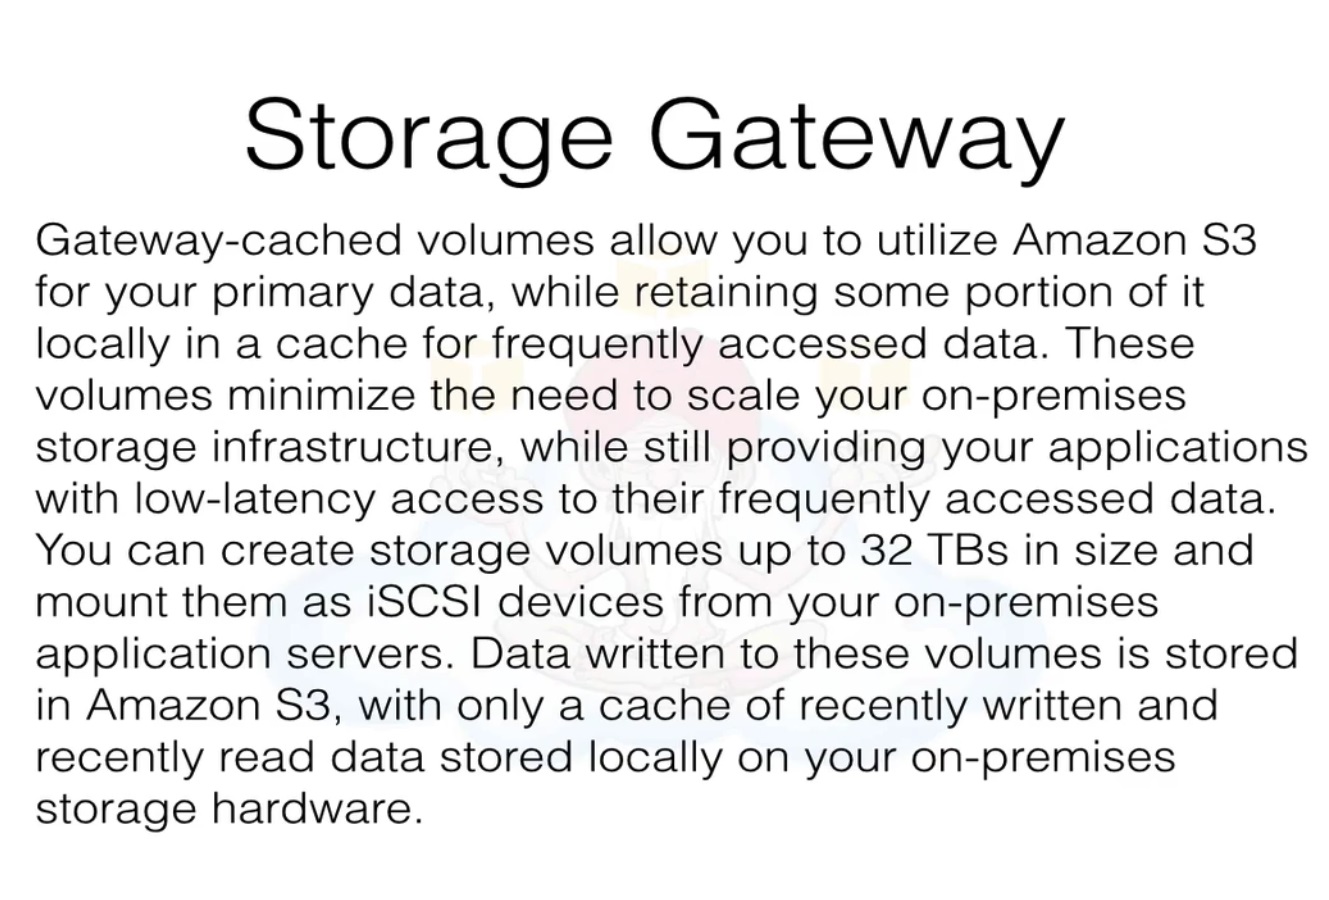 Storage Gateway
Gateway-cached volumes allow you to utilize Amazon S3
for your primary data, while retaining some portion of it
locally in a cache for frequently accessed data. These
volumes minimize the need to scale your on-premises
storage infrastructure, while still providing your applications
with low-latency access to their frequently accessed data.
You can create storage volumes up to 32 TBs in size and
mount them as iSCSI devices from your on-premises
application servers. Data written to these volumes is stored
in Amazon S3, with only a cache of recently written and
recently read data stored locally on your on-premises
storage hardware.